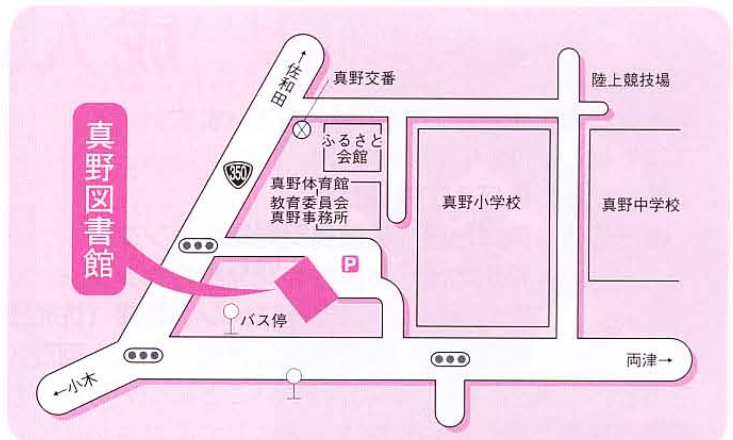 ↑佐和田
真野交番
陸上競技場
真野図書館
ふるさと
会館
350
真野体育館
教育委員会
真野事務所
真野小学校
真野中学校
P
バス停
両津→
←小木